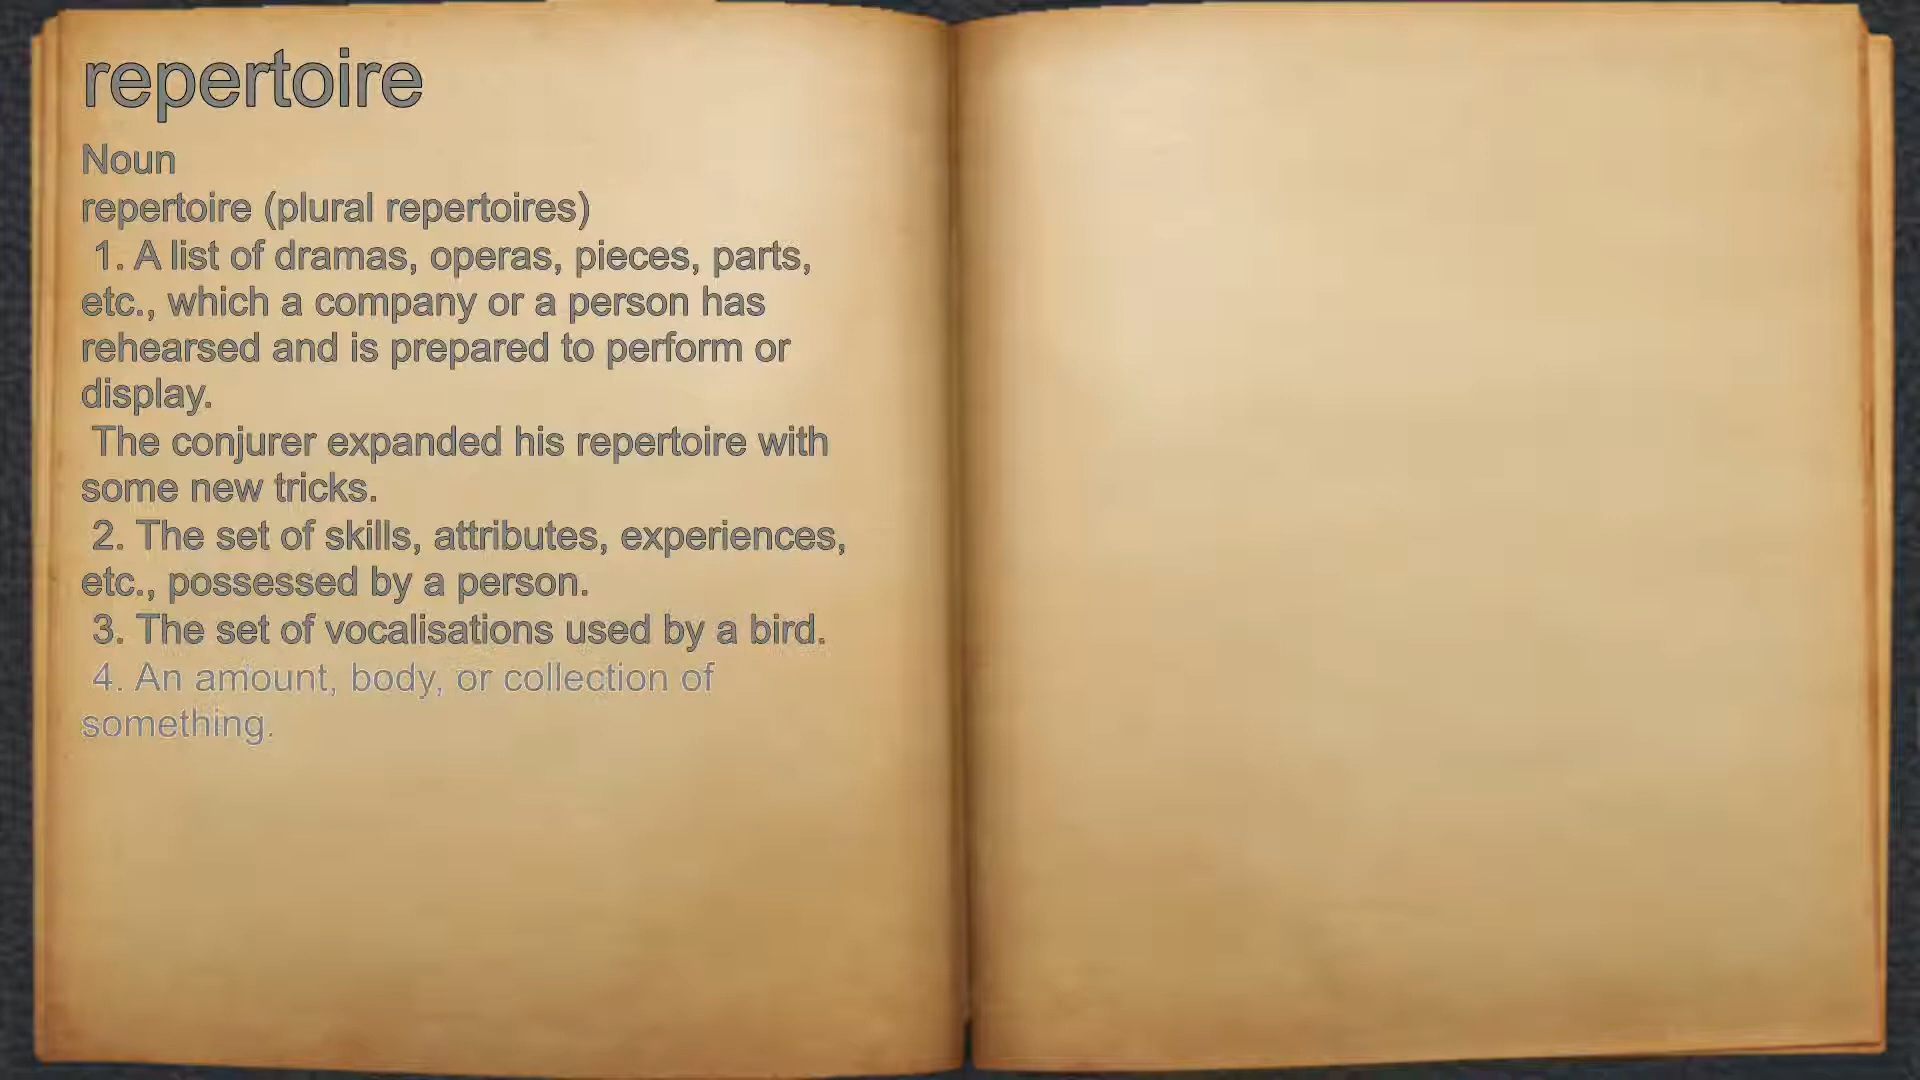 repertoire
Noun
repertoire (plural repertoires)
1. A list of dramas, operas, pieces, parts,
etc., which a company or a person has
rehearsed and is prepared to perform or
display.
The conjurer expanded his repertoire with
some new tricks.
2. The set of skills, attributes, experiences,
etc., possessed by a person.
3. The set of vocalisations used by a bird.
4. An amount, body, or collection of
something.